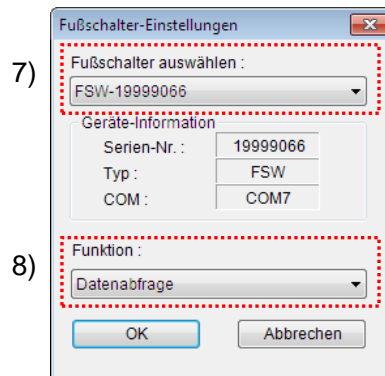 Fußschalter-Einstellungen
7)
Fußschalter auswählen :
FSW-19999066
Geräte-Information
Serien-Nr. : 19999066
Typ : FSW
COM : COM7
8)
Funktion :
Datenabfrage
OK Abbrechen